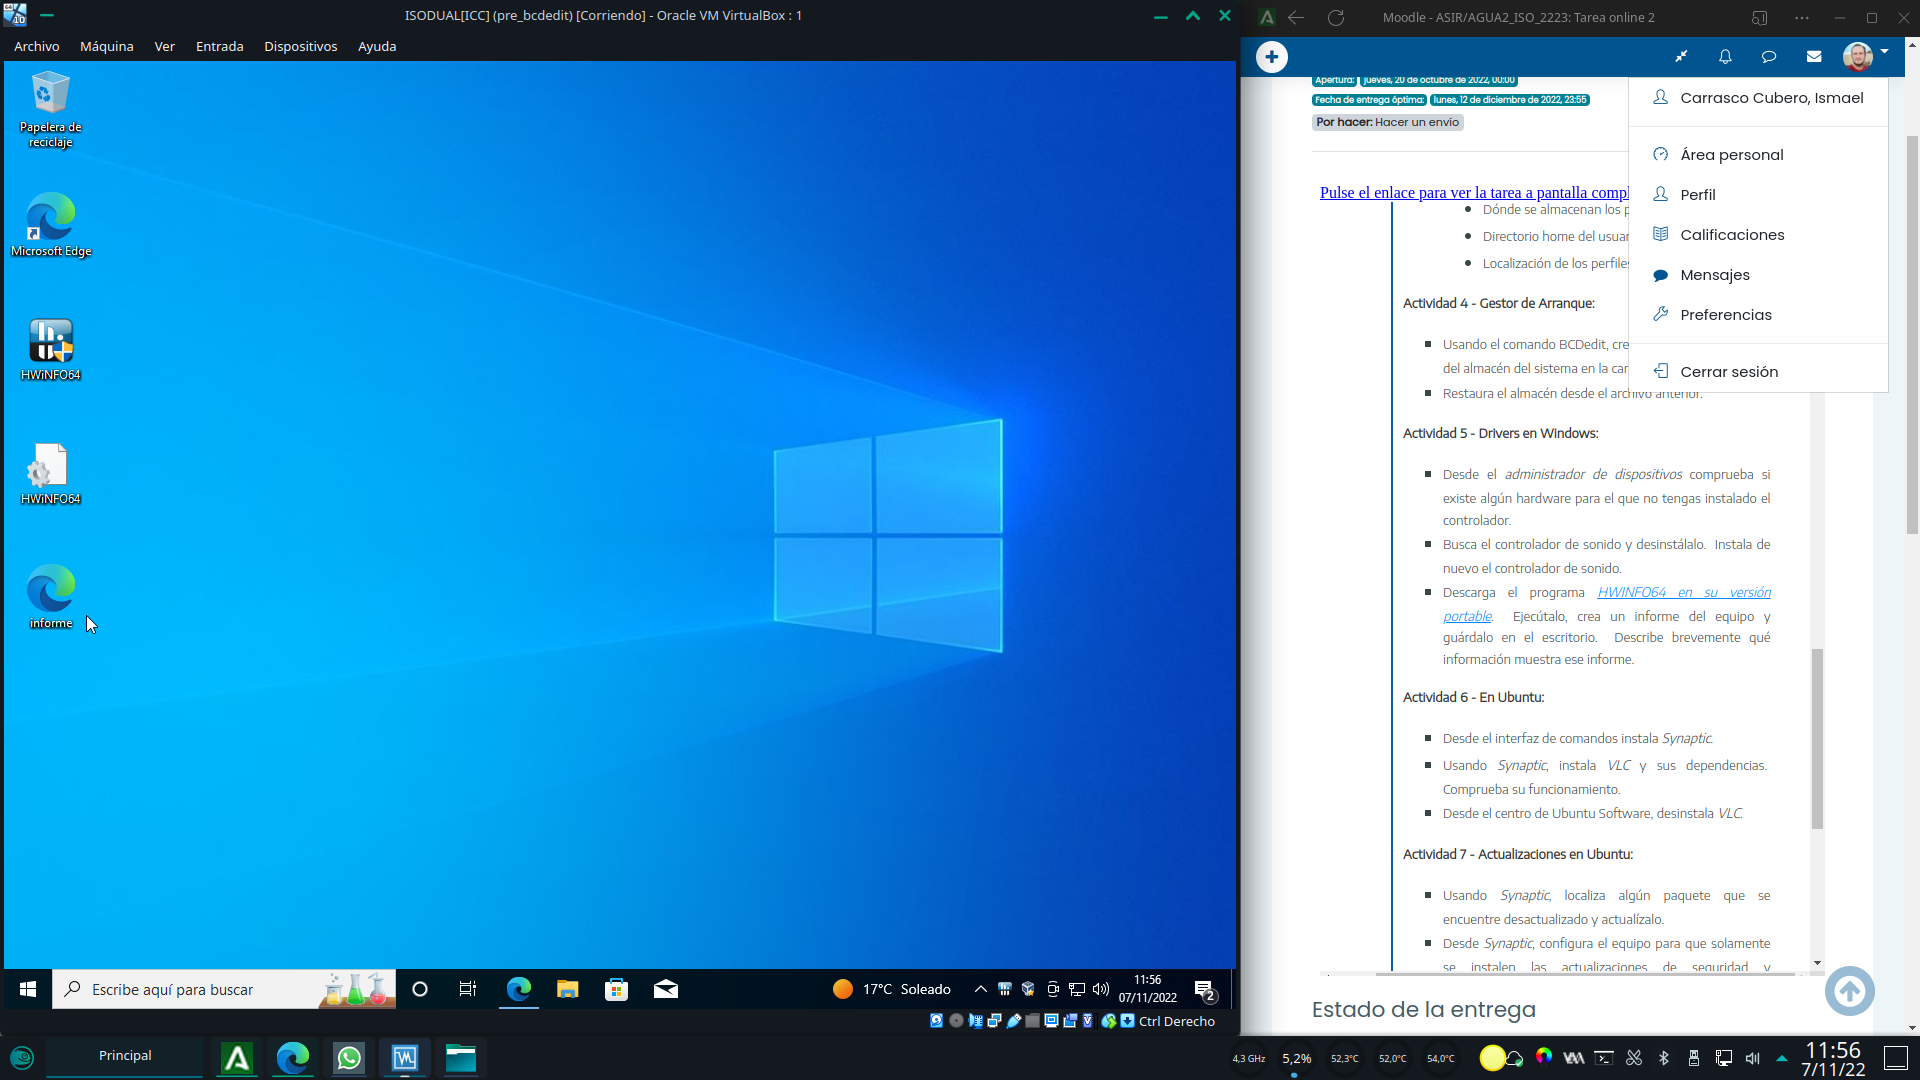 ISODUAL[ICC] (pre_bcdedit) [Corriendo] - Oracle VM VirtualBox : 1
Archivo Máquina Ver Entrada Dispositivos Ayuda
Papelera de
reciclaje
Microsoft Edge
HWiNFO64
HWiNFO64
informe
Escribe aquí para buscar
17°C Soleado
11:56
07/11/2022
2
Ctrl Derecho
Moodle - ASIR/AGUA2_ISO_2223: Tarea online 2
Apertura: jueves, 20 de octubre de 2022, 00:00
Fecha de entrega óptima: lunes, 12 de diciembre de 2022, 23:55
Por hacer: Hacer un envío
Carrasco Cubero, Ismael
Área personal
Perfil
Calificaciones
Mensajes
Preferencias
Cerrar sesión
Pulse el enlace para ver la tarea a pantalla compl
Dónde se almacenan los p
Directorio home del usuar
Localización de los perfiles
Actividad 4 - Gestor de Arranque:
Usando el comando BCDedit, cre
del almacén del sistema en la car
Restaura el almacén desde el archivo anterior.
Actividad 5 - Drivers en Windows:
Desde el administrador de dispositivos comprueba si
existe algún hardware para el que no tengas instalado el
controlador.
Busca el controlador de sonido y desinstálalo. Instala de
nuevo el controlador de sonido.
Descarga el programa HWINFO64 en su versión
portable. Ejecútalo, crea un informe del equipo y
guárdalo en el escritorio. Describe brevemente qué
información muestra ese informe.
Actividad 6 - En Ubuntu:
Desde el interfaz de comandos instala Synaptic.
Usando Synaptic, instala VLC y sus dependencias.
Comprueba su funcionamiento.
Desde el centro de Ubuntu Software, desinstala VLC.
Actividad 7 - Actualizaciones en Ubuntu:
Usando Synaptic, localiza algún paquete que se
encuentre desactualizado y actualízalo.
Desde Synaptic, configura el equipo para que solamente
se instalen las actualizaciones de seguridad y
Estado de la entrega
Principal
4,3 GHz
5,2%
52,3°C
52,0°C
54,0°C
11:56
7/11/22